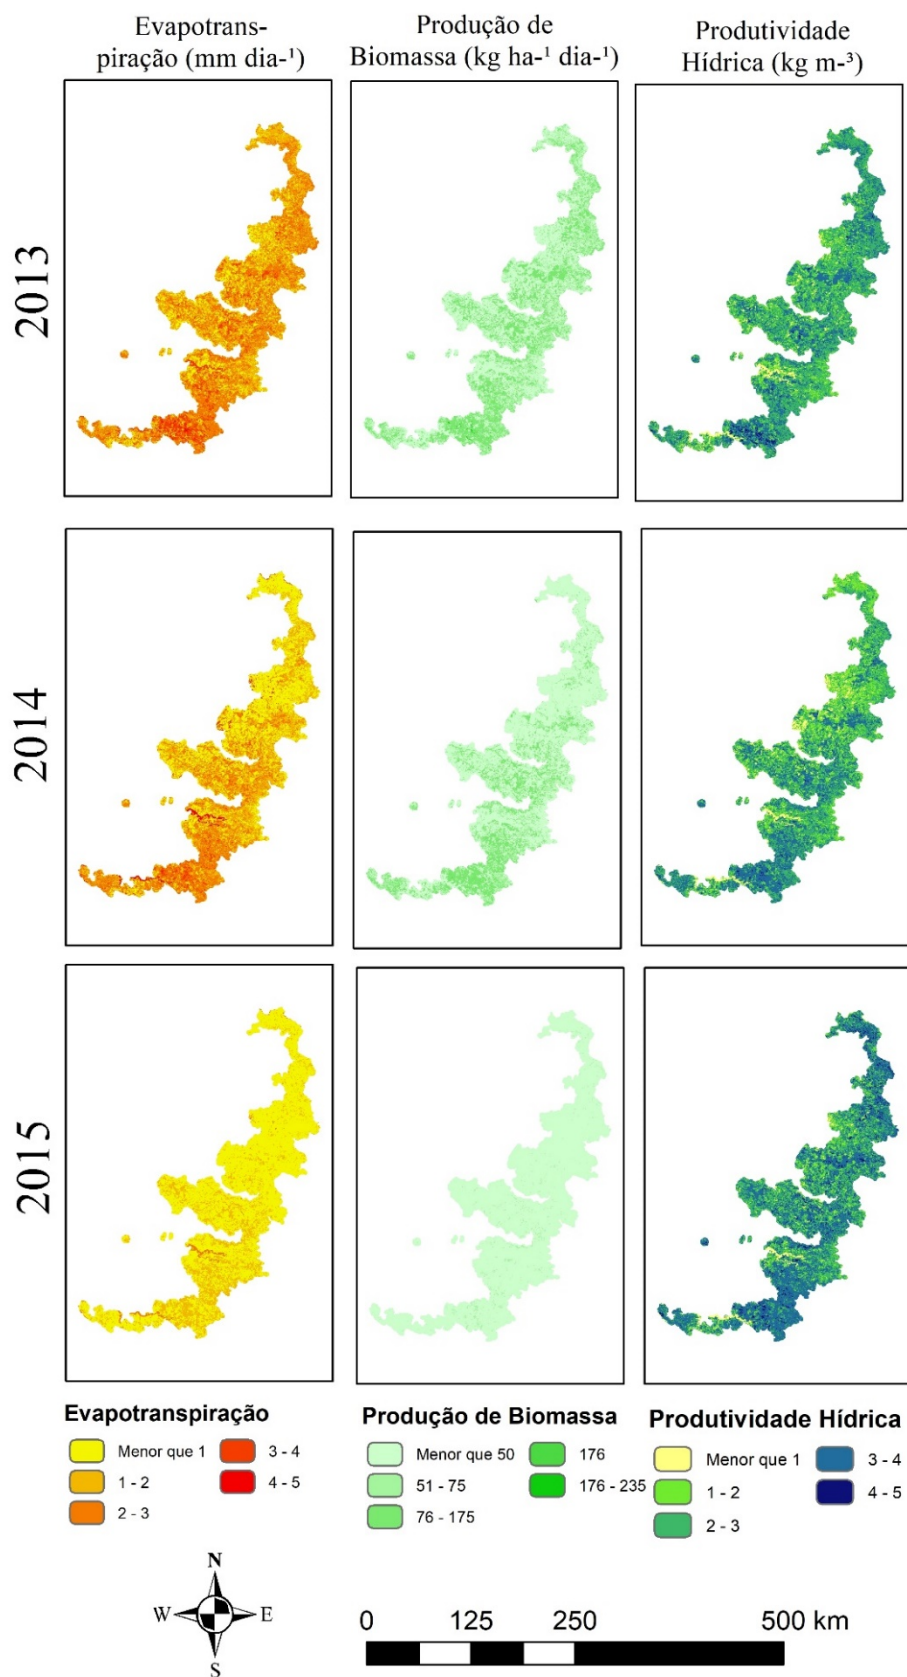 Evapotrans-
piração (mm dia-¹)
Produção de
Biomassa (kg ha-¹ dia-¹)
Produtividade
Hídrica (kg m-³)
2013
2014
2015
Evapotranspiração
Menor que 1
1 - 2
2 - 3
3 - 4
4 - 5
Produção de Biomassa
Menor que 50
51 - 75
76 - 175
176
176 - 235
Produtividade Hídrica
Menor que 1
1 - 2
2 - 3
3 - 4
4 - 5
N
W E
S
0 125 250 500 km